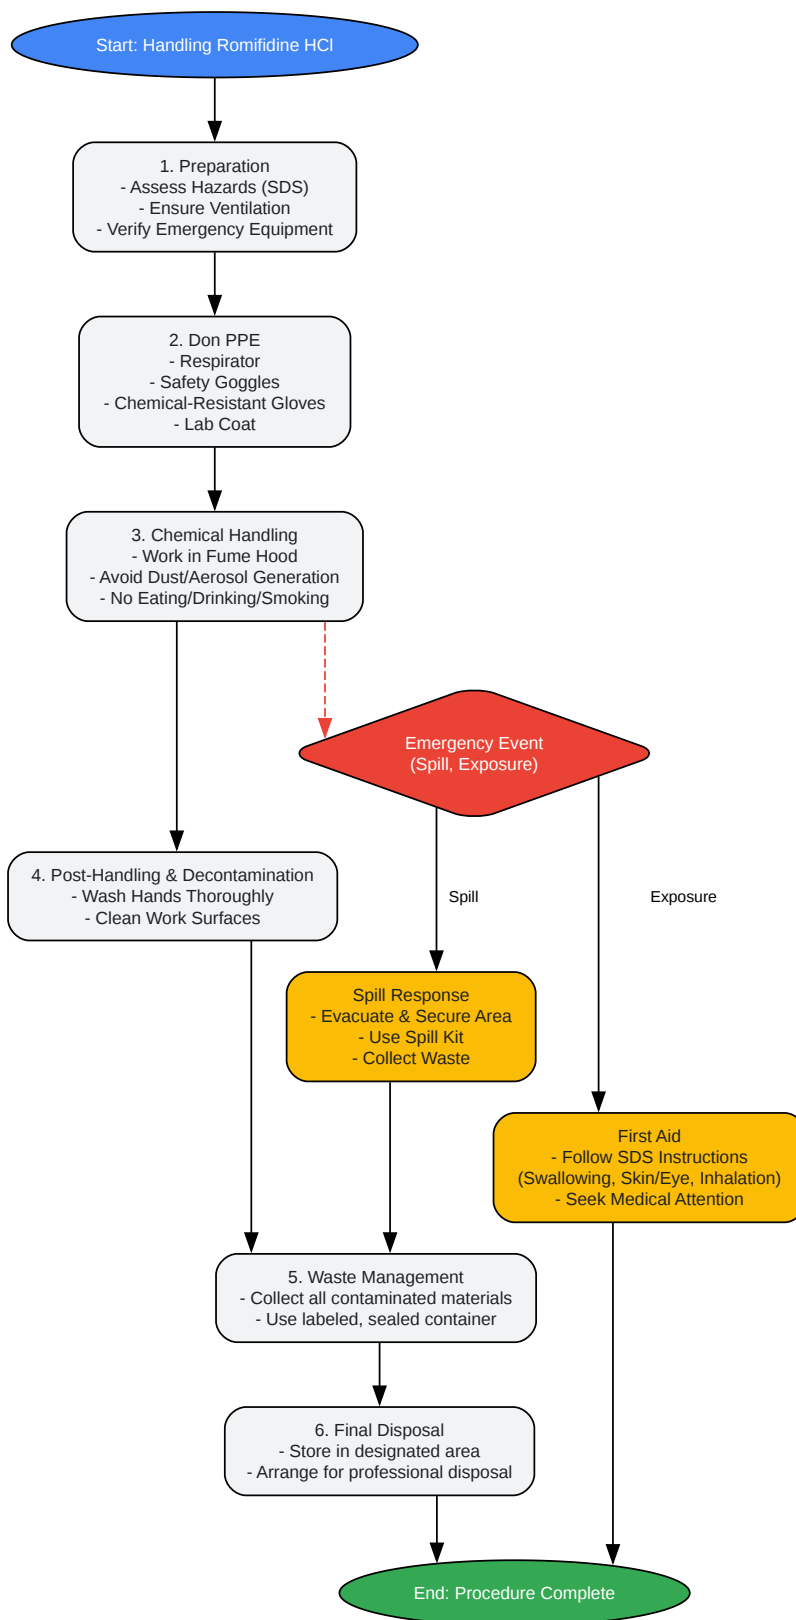 Start: Handling Romifidine HCl
1. Preparation
- Assess Hazards (SDS)
- Ensure Ventilation
- Verify Emergency Equipment
2. Don PPE
- Respirator
- Safety Goggles
- Chemical-Resistant Gloves
- Lab Coat
3. Chemical Handling
- Work in Fume Hood
- Avoid Dust/Aerosol Generation
- No Eating/Drinking/Smoking
Emergency Event
(Spill, Exposure)
4. Post-Handling & Decontamination
- Wash Hands Thoroughly
- Clean Work Surfaces
Spill
Exposure
Spill Response
- Evacuate & Secure Area
- Use Spill Kit
- Collect Waste
First Aid
- Follow SDS Instructions
(Swallowing, Skin/Eye, Inhalation)
- Seek Medical Attention
5. Waste Management
- Collect all contaminated materials
- Use labeled, sealed container
6. Final Disposal
- Store in designated area
- Arrange for professional disposal
End: Procedure Complete